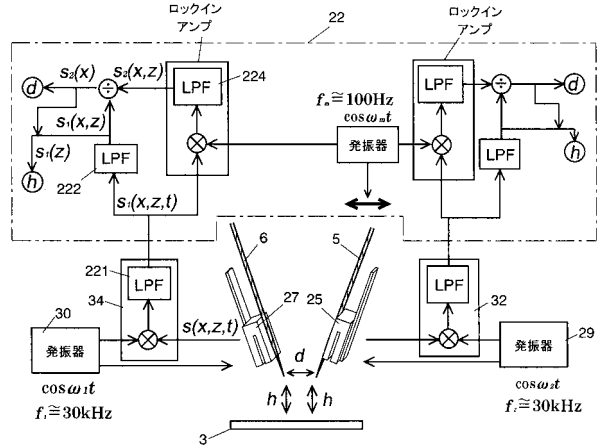 ロックイン
アンプ
22
ロックイン
アンプ
d
s₂(x)
÷
s₂(x,z)
LPF
224
LPF
÷
d
fₘ≅100Hz
cosωₘt
s₁(x,z)
s₁(z)
LPF
222
h
発振器
LPF
h
s₁(x,z,t)
6
5
221
LPF
34
27
25
LPF
32
30
発振器
s(x,z,t)
29
発振器
d
cosω₁t
f₁≅30kHz
h
h
cosω₂t
≅30kHz
3